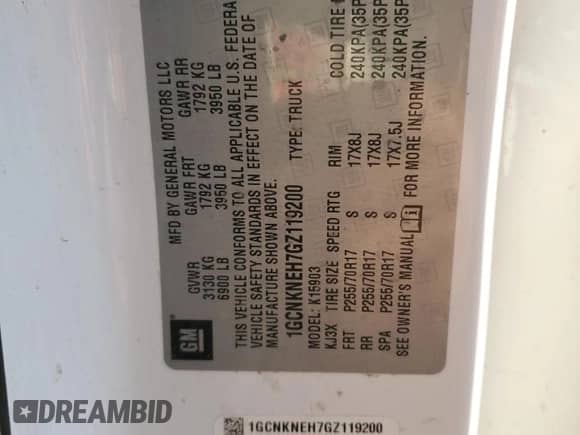 MFD BY GENERAL MOTORS LLC
GVWR GAWR FRT GAWR RR
3130 KG 1792 KG 1792 KG
6900 LB 3950 LB 3950 LB
THIS VEHICLE CONFORMS TO ALL APPLICABLE U.S. FEDERA
VEHICLE SAFETY STANDARDS IN EFFECT ON THE DATE OF
MANUFACTURE SHOWN ABOVE.
1GCNKNEH7GZ119200 TYPE: TRUCK
MODEL: K15903
KJ3X TIRE SIZE SPEED RTG RIM COLD TIRE
FRT P255/70R17 S 17X8J 240KPA(35P
RR P255/70R17 S 17X8J 240KPA(35P
SPA P255/70R17 S 17X7.5J 240KPA(35P
SEE OWNER'S MANUAL i FOR MORE INFORMATION.
GM
1GCNKNEH7GZ119200
DREAMBID